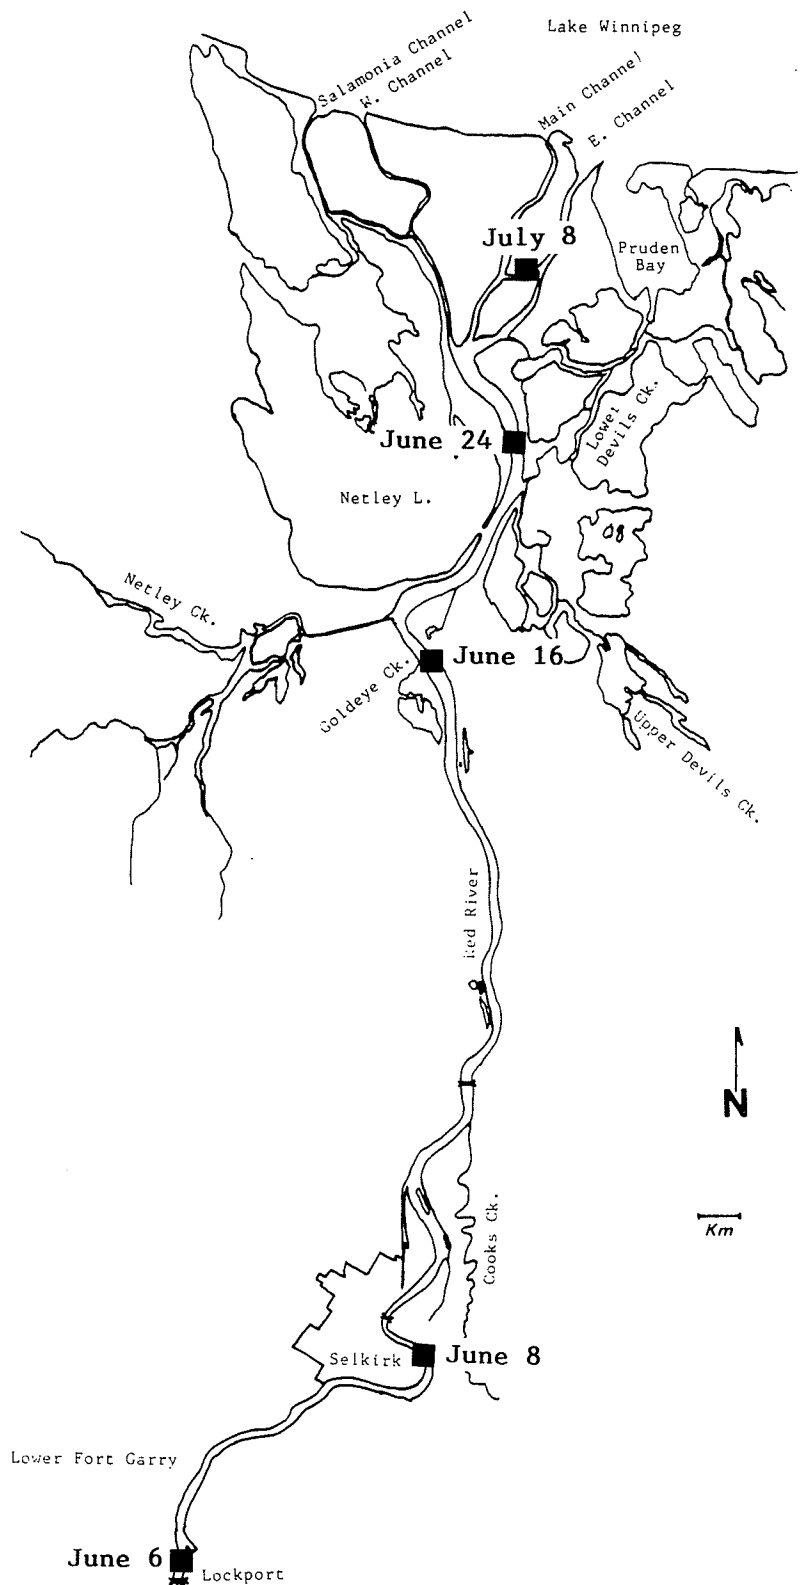 Lake Winnipeg
Salamonia Channel
W. Channel
Main Channel
E. Channel
July 8
Pruden
Bay
Lower
Devils Ck.
June 24
Netley L.
Netley Ck.
June 16
Goldeye Ck.
Upper Devils Ck.
Red River
N
Km
Cooks Ck.
Selkirk
June 8
Lower Fort Garry
June 6
Lockport